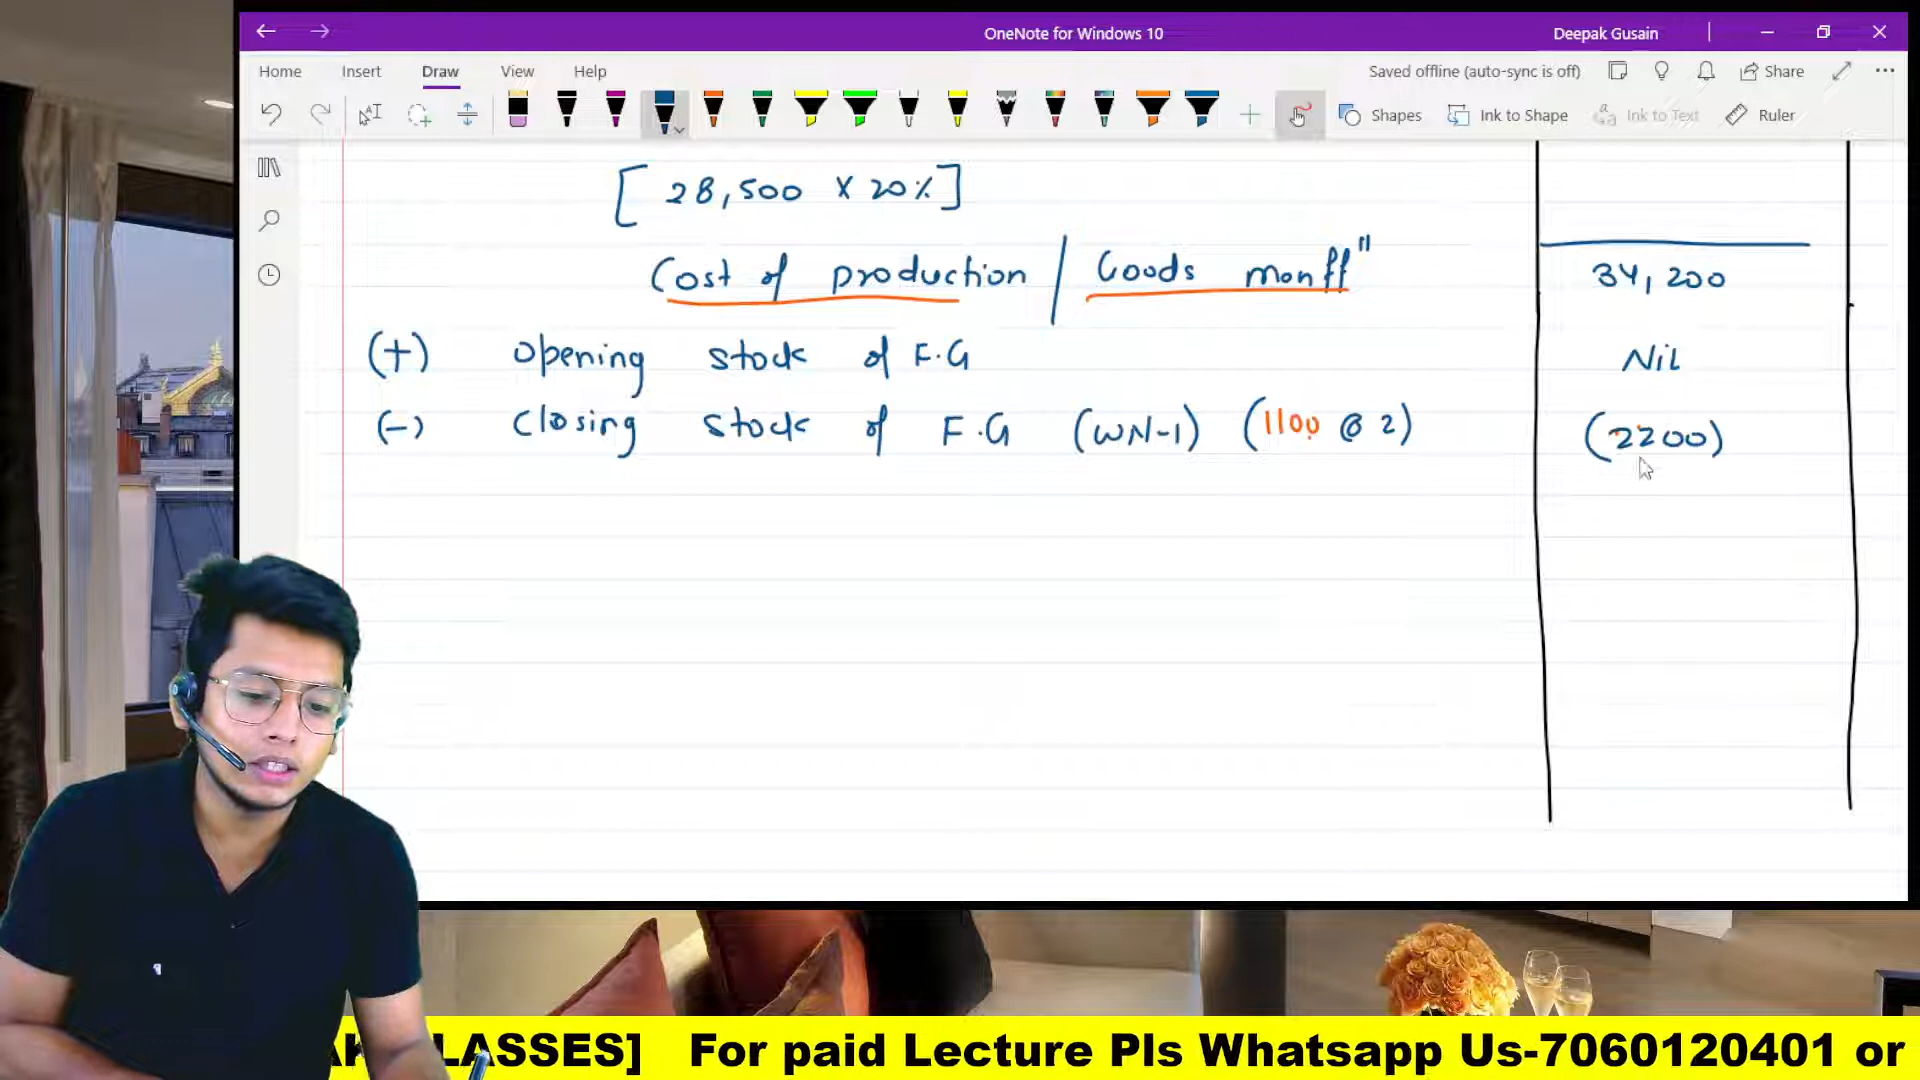 OneNote for Windows 10
Deepak Gusain
Home Insert Draw View Help
Saved offline (auto-sync is off) Share
Shapes Ink to Shape Ink to Text Ruler
[ 28,500 x 20% ]
Cost of production / Goods manff" 34,200
(+) opening stock of F.G Nil
(-) closing stock of F.G (WN-1) (1100 @ 2) (2200)
LASSES] For paid Lecture Pls Whatsapp Us-7060120401 or